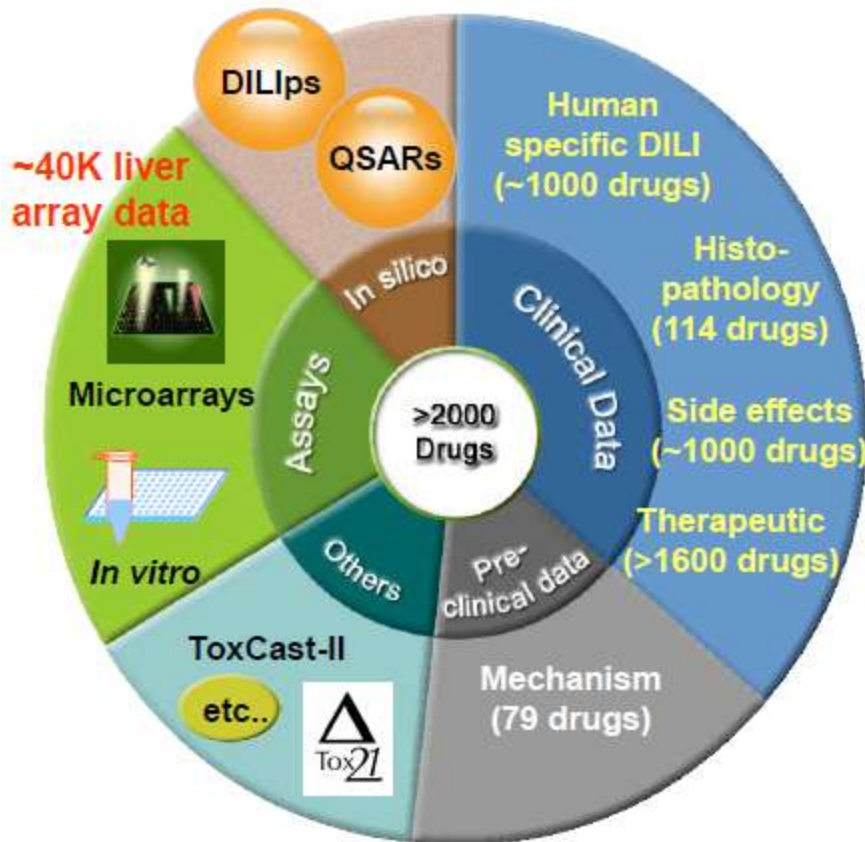 DILIps
QSARs
~40K liver
array data
Microarrays
In vitro
Human
specific DILI
(~1000 drugs)
Histo-
pathology
(114 drugs)
Side effects
(~1000 drugs)
Therapeutic
(>1600 drugs)
In silico
Clinical Data
Assays
>2000
Drugs
Others
Pre-
clinical data
ToxCast-II
etc..
Δ
Tox21
Mechanism
(79 drugs)